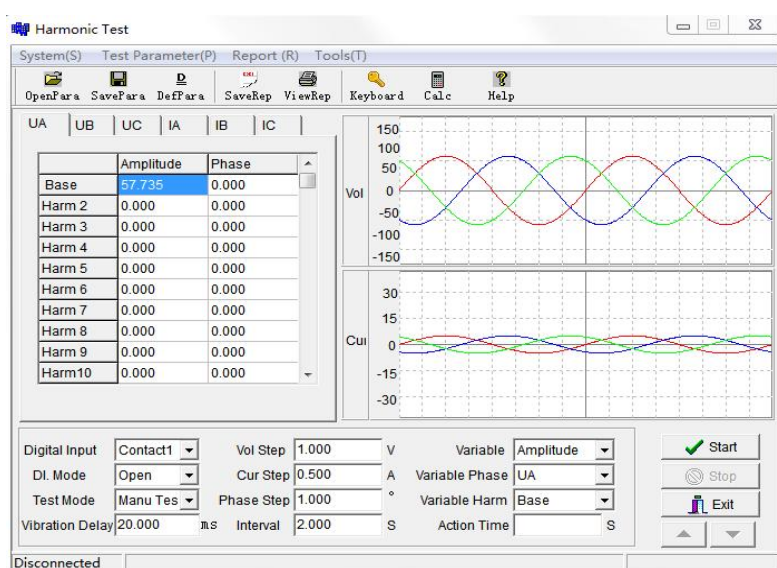 Harmonic Test
System(S) Test Parameter(P) Report (R) Tools(T)
OpenPara SavePara DefPara SaveRep ViewRep Keyboard Calc Help
UA UB UC IA IB IC
Amplitude Phase
Base 57.735 0.000
Harm 2 0.000 0.000
Harm 3 0.000 0.000
Harm 4 0.000 0.000
Harm 5 0.000 0.000
Harm 6 0.000 0.000
Harm 7 0.000 0.000
Harm 8 0.000 0.000
Harm 9 0.000 0.000
Harm10 0.000 0.000
Vol
150
100
50
0
-50
-100
-150
Cur
30
15
0
-15
-30
Digital Input Contact1 Vol Step 1.000 V Variable Amplitude
DI. Mode Open Cur Step 0.500 A Variable Phase UA
Test Mode Manu Tes Phase Step 1.000 ° Variable Harm Base
Vibration Delay 20.000 ms Interval 2.000 S Action Time S
Start
Stop
Exit
Disconnected